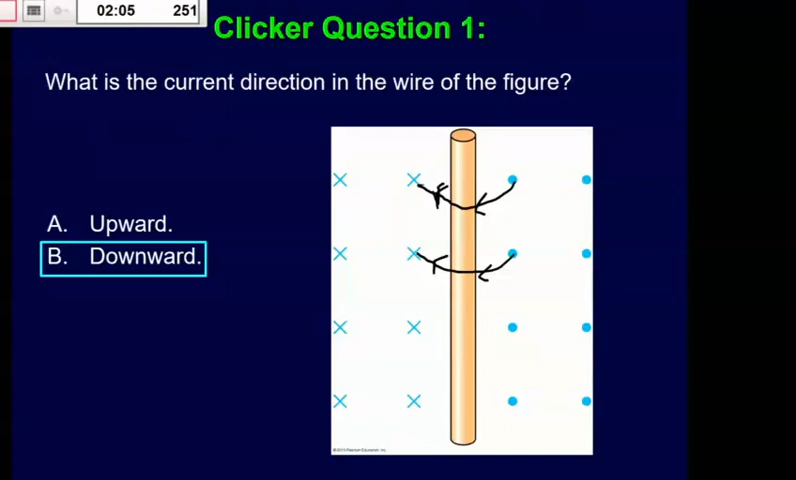 02:05 251
Clicker Question 1:
What is the current direction in the wire of the figure?
A. Upward.
B. Downward.